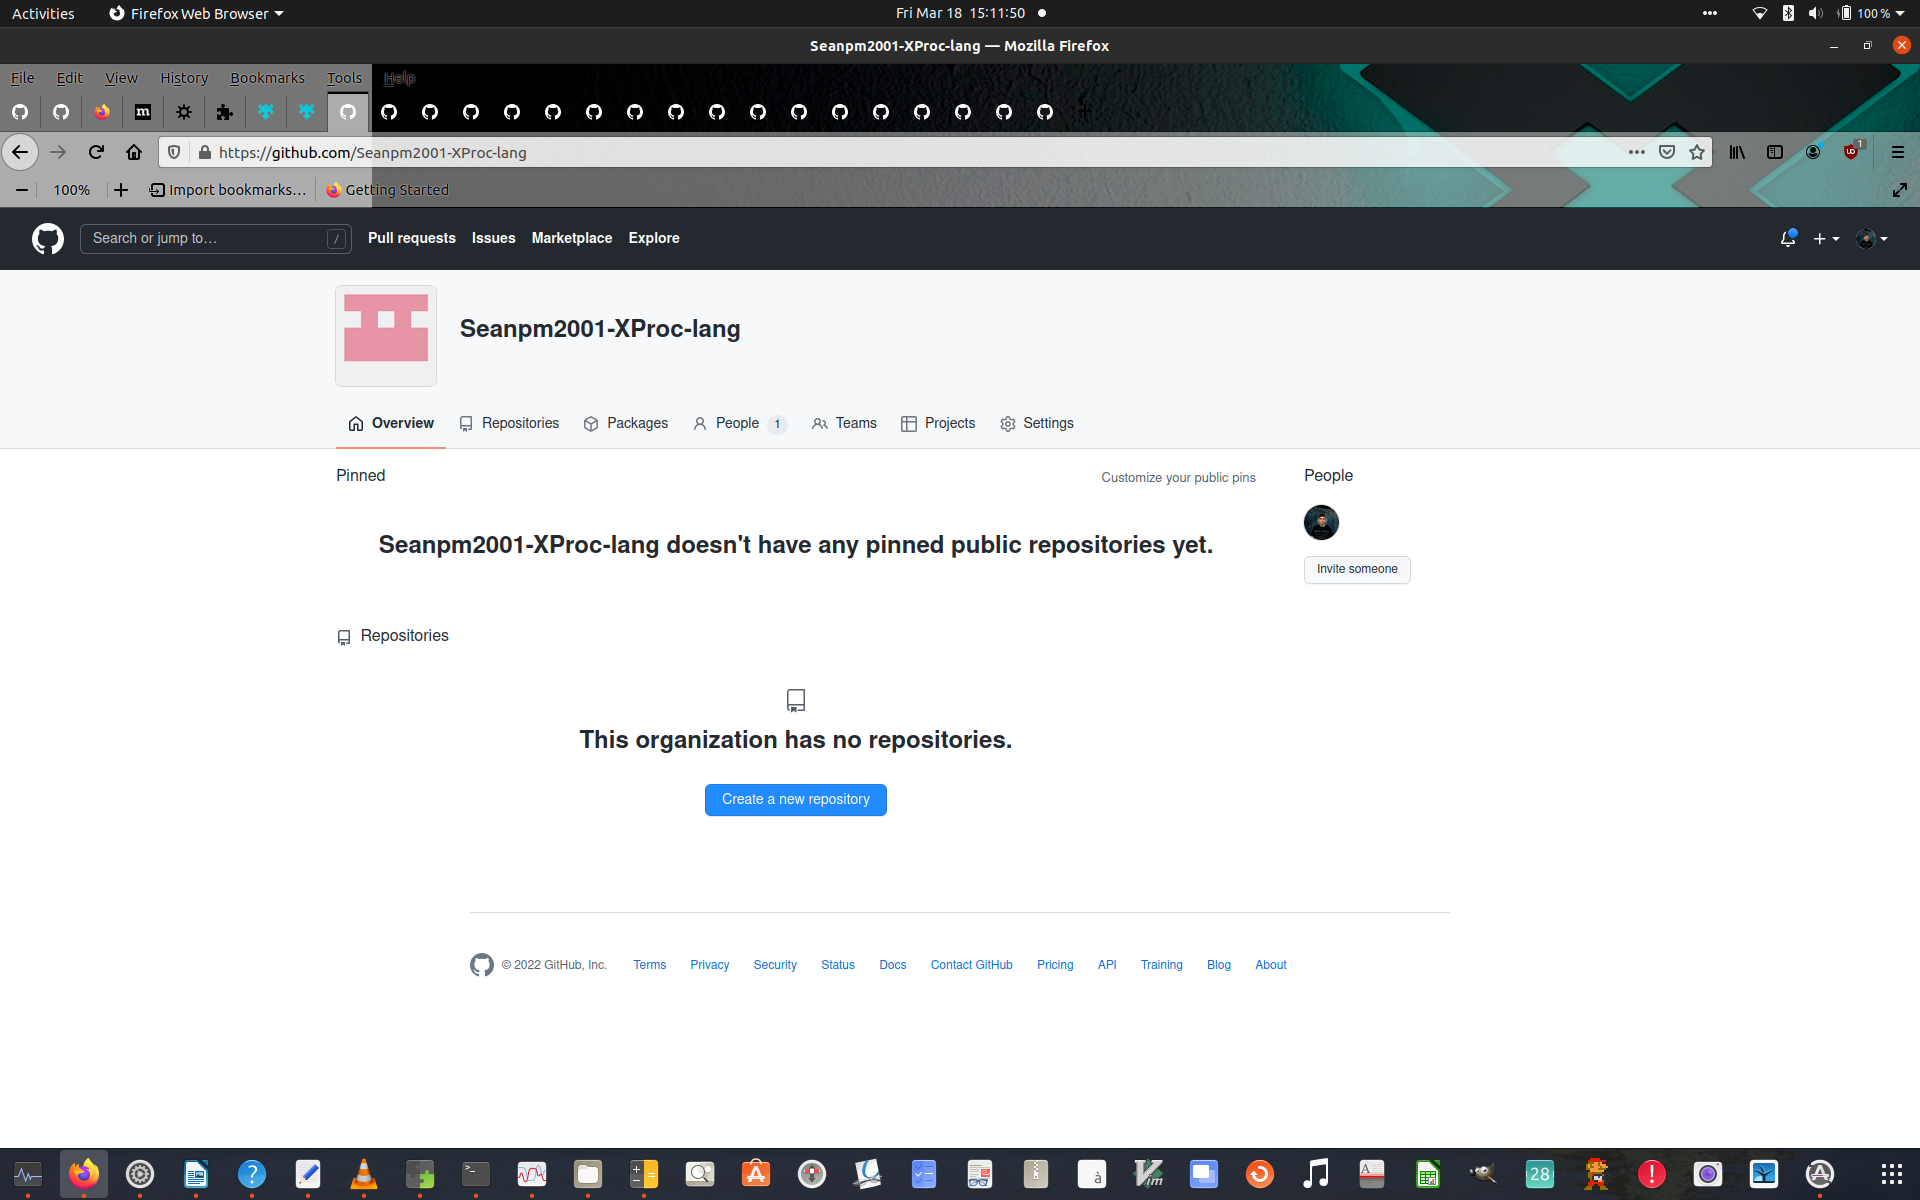 Activities Firefox Web Browser Fri Mar 18 15:11:50 100 %
Seanpm2001-XProc-lang — Mozilla Firefox
File Edit View History Bookmarks Tools Help
https://github.com/Seanpm2001-XProc-lang 1
100% Import bookmarks… Getting Started
Search or jump to… / Pull requests Issues Marketplace Explore
Seanpm2001-XProc-lang
Overview Repositories Packages People 1 Teams Projects Settings
Pinned Customize your public pins People
Seanpm2001-XProc-lang doesn't have any pinned public repositories yet.
Invite someone
Repositories
This organization has no repositories.
Create a new repository
© 2022 GitHub, Inc. Terms Privacy Security Status Docs Contact GitHub Pricing API Training Blog About
28